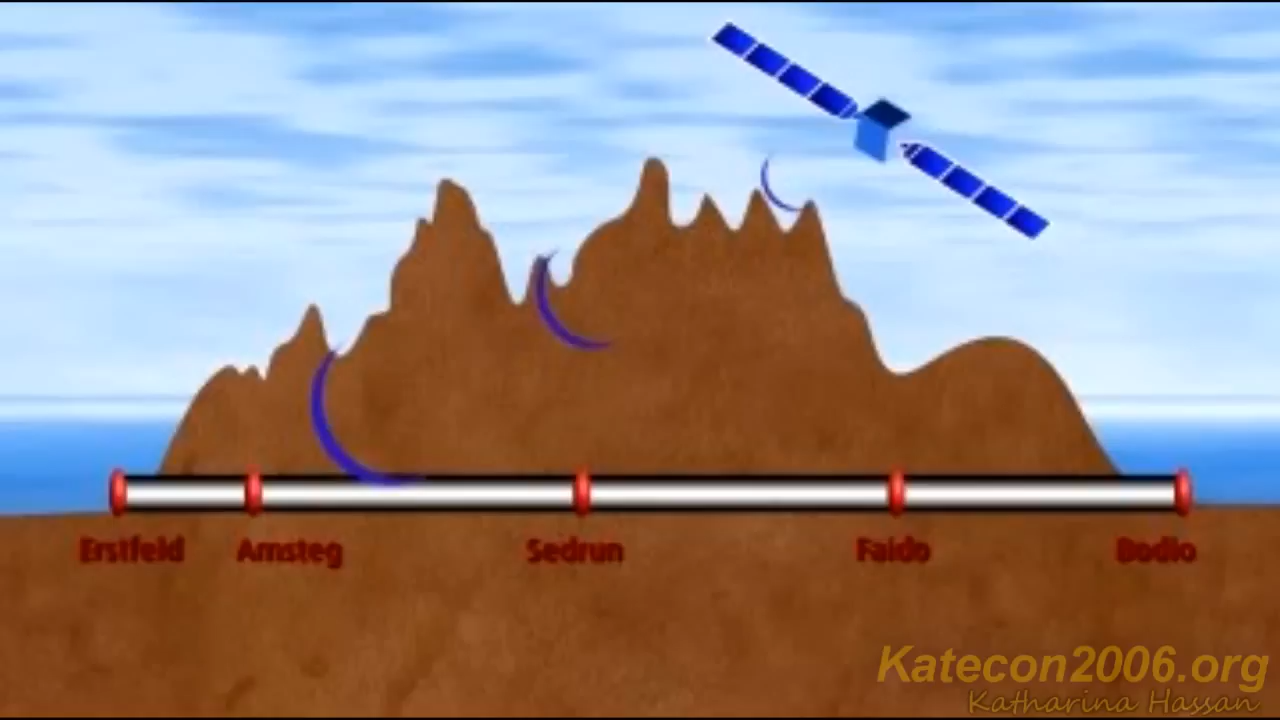 Erstfeld
Amsteg
Sedrun
Faido
Bodio
Katecon2006.org
Katharina Hassan